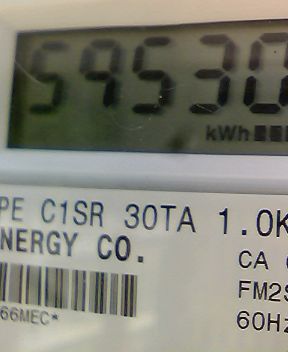 59530
kWh
PE C1SR 30TA 1.0K
NERGY CO.
CA
FM2S
66MEC*
60Hz